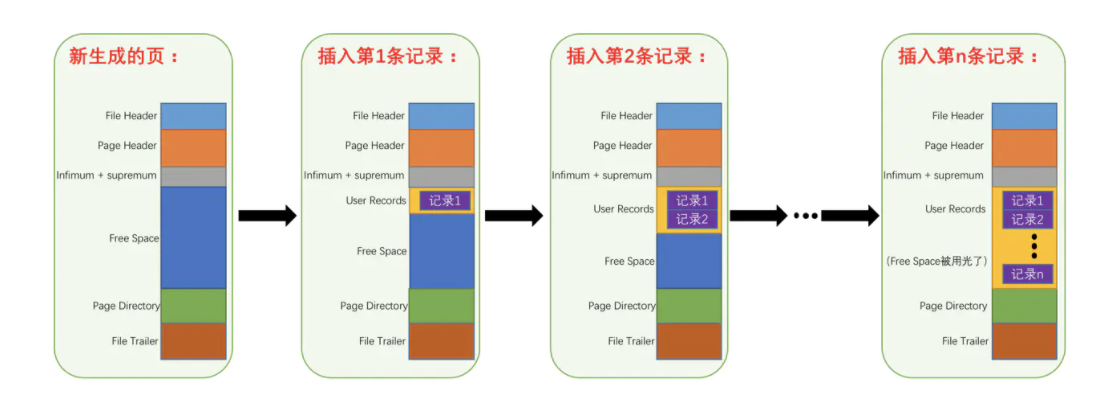 新生成的页：
File Header
Page Header
Infimum + supremum
Free Space
Page Directory
File Trailer
插入第1条记录：
File Header
Page Header
Infimum + supremum
User Records
记录1
Free Space
Page Directory
File Trailer
插入第2条记录：
File Header
Page Header
Infimum + supremum
User Records
记录1
记录2
Free Space
Page Directory
File Trailer
插入第n条记录：
File Header
Page Header
Infimum + supremum
User Records
记录1
记录2
(Free Space被用光了)
记录n
Page Directory
File Trailer